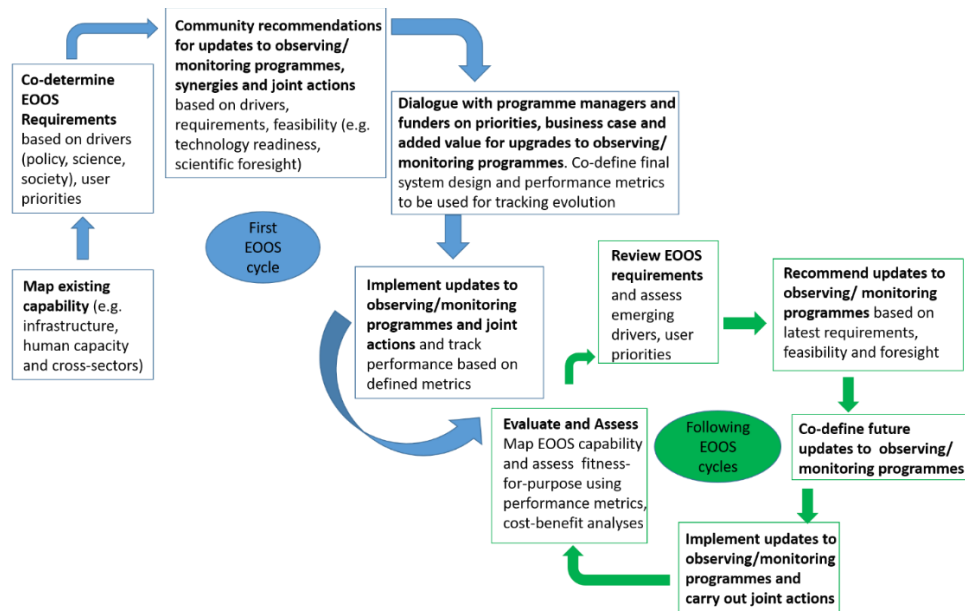 Map existing
capability (e.g.
infrastructure,
human capacity
and cross-sectors)
Co-determine
EOOS
Requirements
based on drivers
(policy, science,
society), user
priorities
Community recommendations
for updates to observing/
monitoring programmes,
synergies and joint actions
based on drivers,
requirements, feasibility (e.g.
technology readiness,
scientific foresight)
Dialogue with programme managers and
funders on priorities, business case and
added value for upgrades to observing/
monitoring programmes. Co-define final
system design and performance metrics
to be used for tracking evolution
First
EOOS
cycle
Implement updates to
observing/monitoring
programmes and joint
actions and track
performance based on
defined metrics
Evaluate and Assess
Map EOOS capability
and assess fitness-
for-purpose using
performance metrics,
cost-benefit analyses
Review EOOS
requirements
and assess
emerging
drivers, user
priorities
Recommend updates to
observing/ monitoring
programmes based on
latest requirements,
feasibility and foresight
Following
EOOS
cycles
Co-define future
updates to observing/
monitoring programmes
Implement updates to
observing/monitoring
programmes and
carry out joint actions